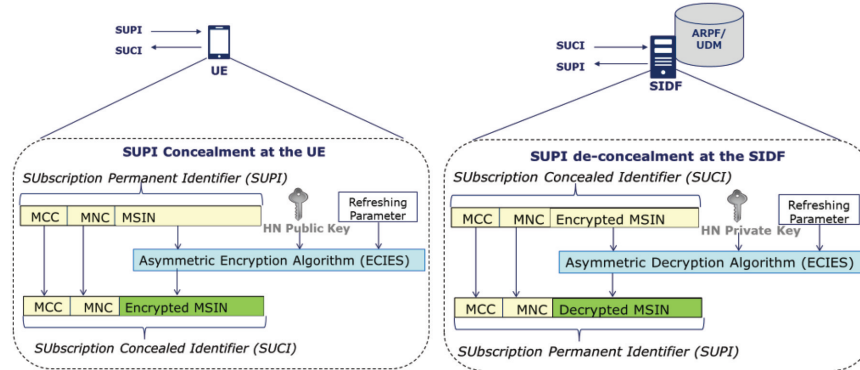 SUPI
SUCI
UE
SUPI Concealment at the UE
SUbscription Permanent Identifier (SUPI)
MCC
MNC
MSIN
HN Public Key
Refreshing
Parameter
Asymmetric Encryption Algorithm (ECIES)
MCC
MNC
Encrypted MSIN
SUbscription Concealed Identifier (SUCI)
ARPF/
UDM
SUCI
SUPI
SIDF
SUPI de-concealment at the SIDF
SUbscription Concealed Identifier (SUCI)
MCC
MNC
Encrypted MSIN
HN Private Key
Refreshing
Parameter
Asymmetric Decryption Algorithm (ECIES)
MCC
MNC
Decrypted MSIN
SUbscription Permanent Identifier (SUPI)